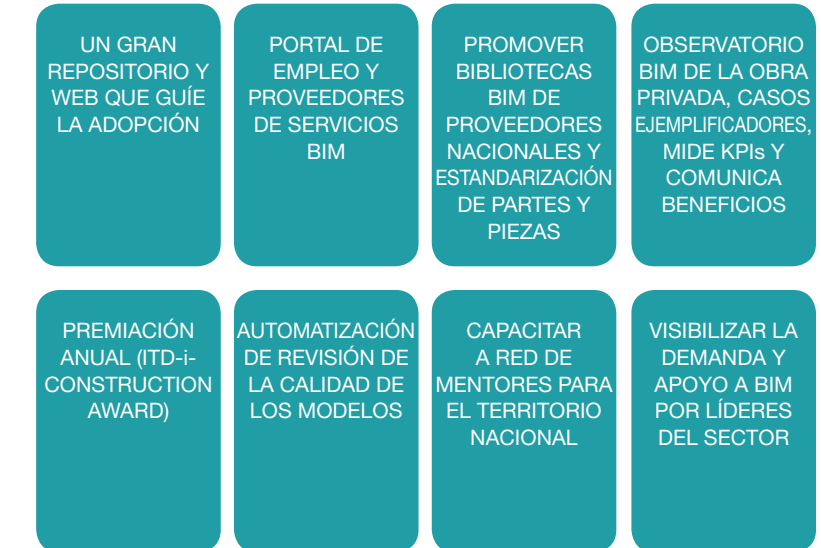 UN GRAN
REPOSITORIO Y
WEB QUE GUÍE
LA ADOPCIÓN
PORTAL DE
EMPLEO Y
PROVEEDORES
DE SERVICIOS
BIM
PROMOVER
BIBLIOTECAS
BIM DE
PROVEEDORES
NACIONALES Y
ESTANDARIZACIÓN
DE PARTES Y
PIEZAS
OBSERVATORIO
BIM DE LA OBRA
PRIVADA, CASOS
EJEMPLIFICADORES,
MIDE KPIs Y
COMUNICA
BENEFICIOS
PREMIACIÓN
ANUAL (ITD-i-
CONSTRUCTION
AWARD)
AUTOMATIZACIÓN
DE REVISIÓN DE
LA CALIDAD DE
LOS MODELOS
CAPACITAR
A RED DE
MENTORES PARA
EL TERRITORIO
NACIONAL
VISIBILIZAR LA
DEMANDA Y
APOYO A BIM
POR LÍDERES
DEL SECTOR